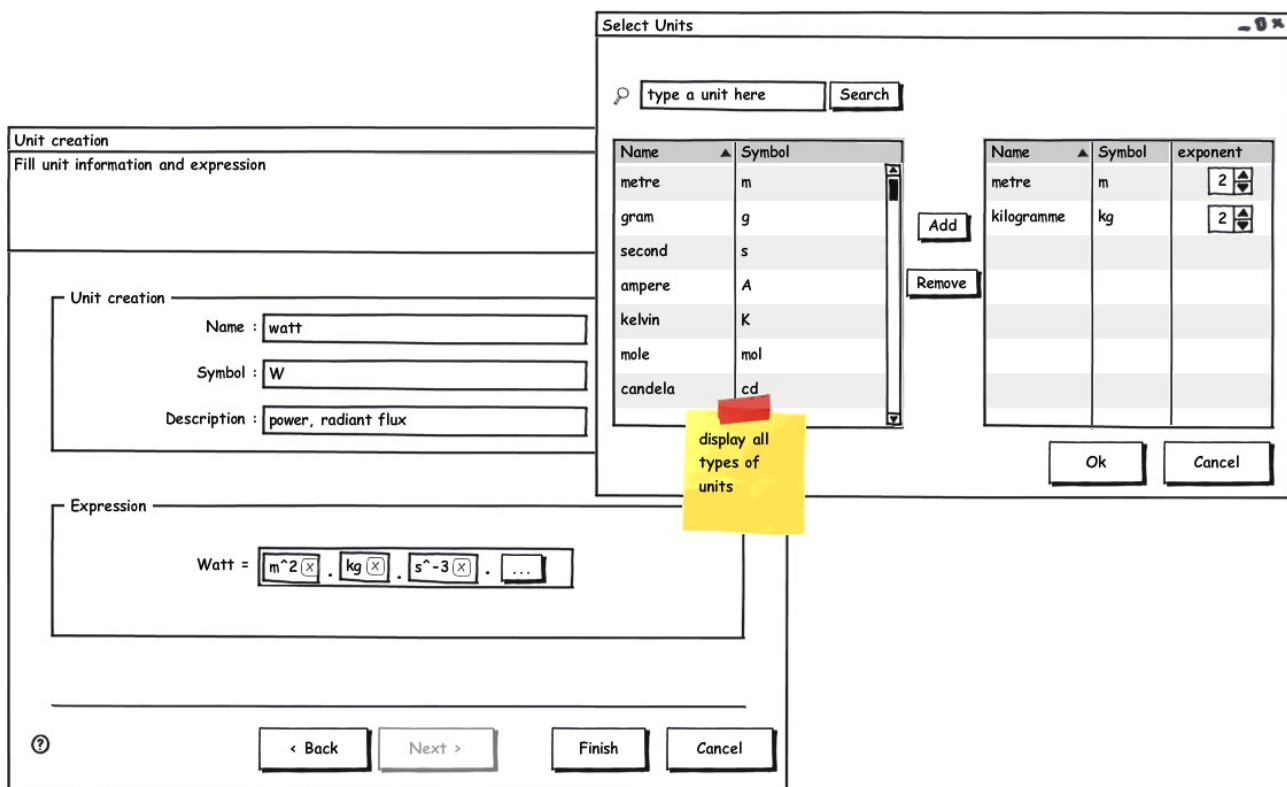 Select Units
type a unit here
Search
Name Symbol
metre m
gram g
second s
ampere A
kelvin K
mole mol
candela cd
Add
Remove
Name Symbol exponent
metre m 2
kilogramme kg 2
Ok
Cancel
display all
types of
units
Unit creation
Fill unit information and expression
Unit creation
Name : watt
Symbol : W
Description : power, radiant flux
Expression
Watt = m^2 x . kg x . s^-3 x . ...
?
< Back
Next >
Finish
Cancel